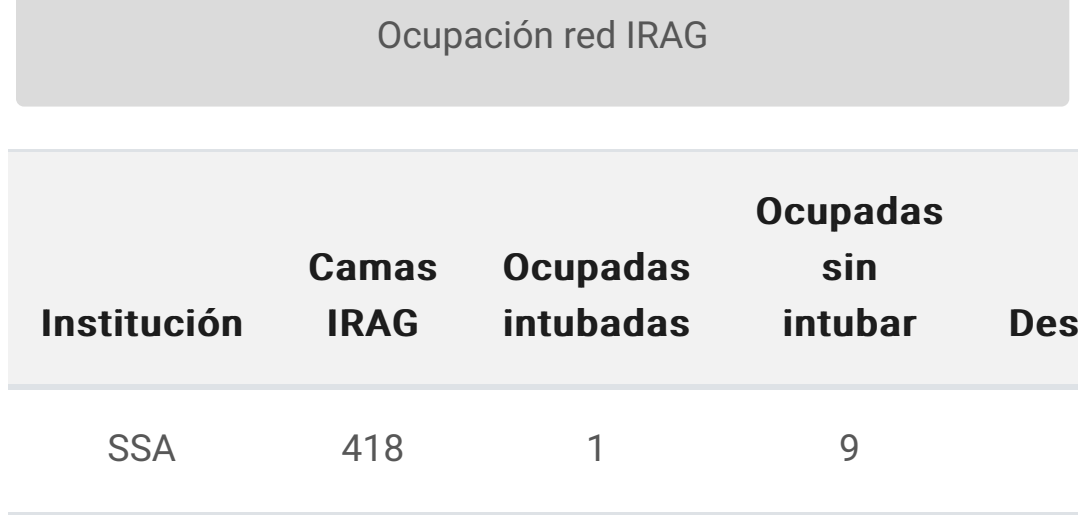 Ocupación red IRAG
Ocupadas
Camas Ocupadas sin
Institución IRAG intubadas intubar Des
SSA 418 1 9